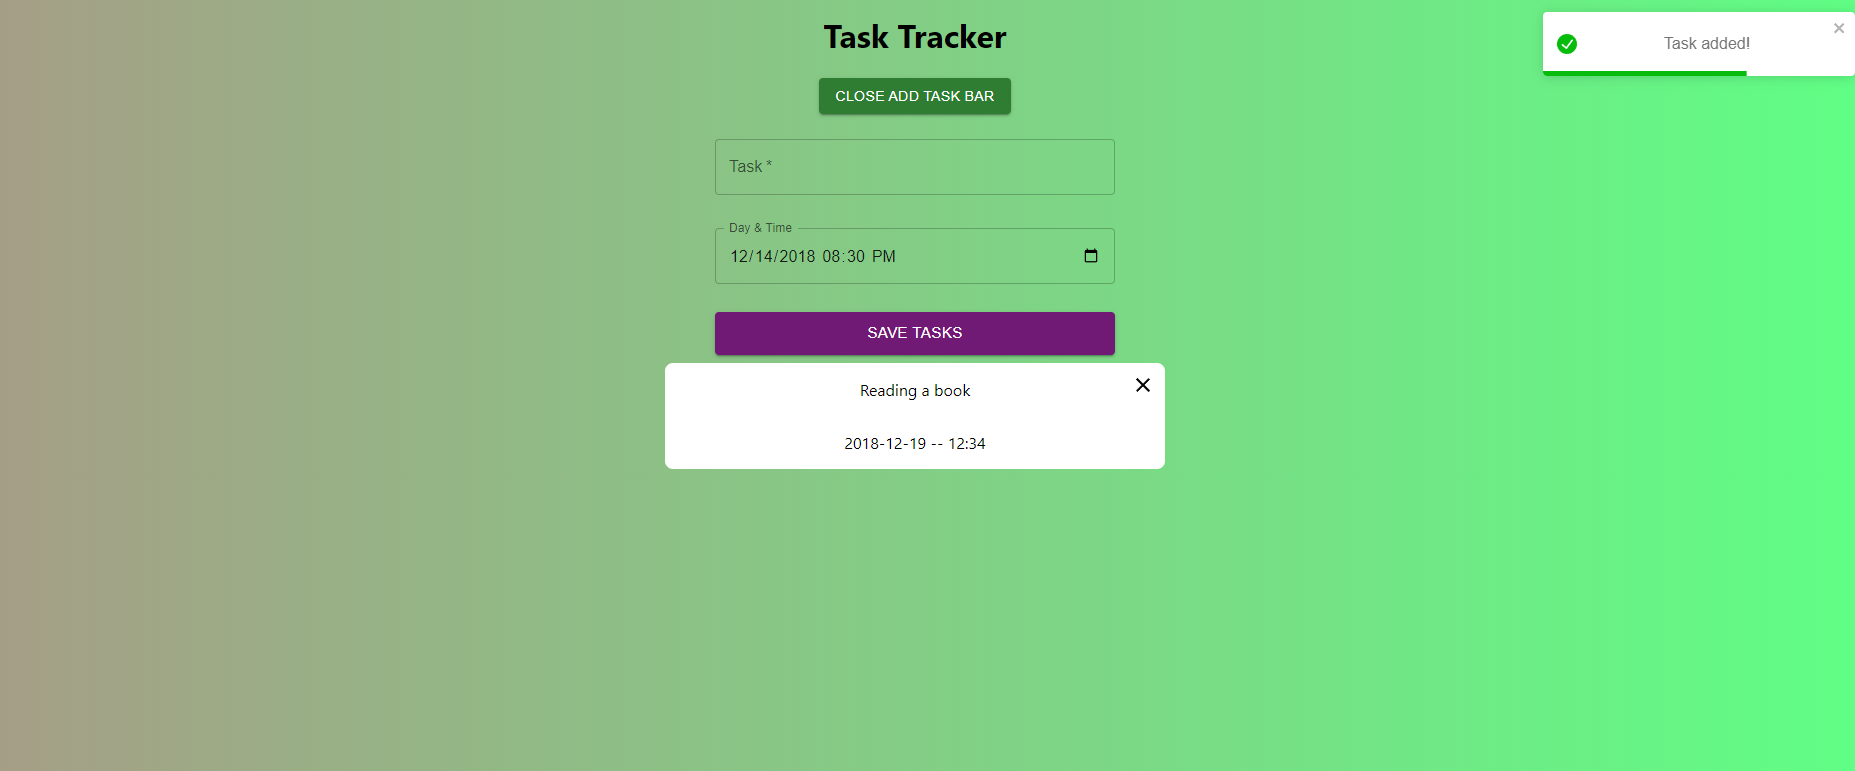 Task Tracker
Task added!
CLOSE ADD TASK BAR
Task *
Day & Time
12/14/2018 08:30 PM
SAVE TASKS
Reading a book
2018-12-19 -- 12:34